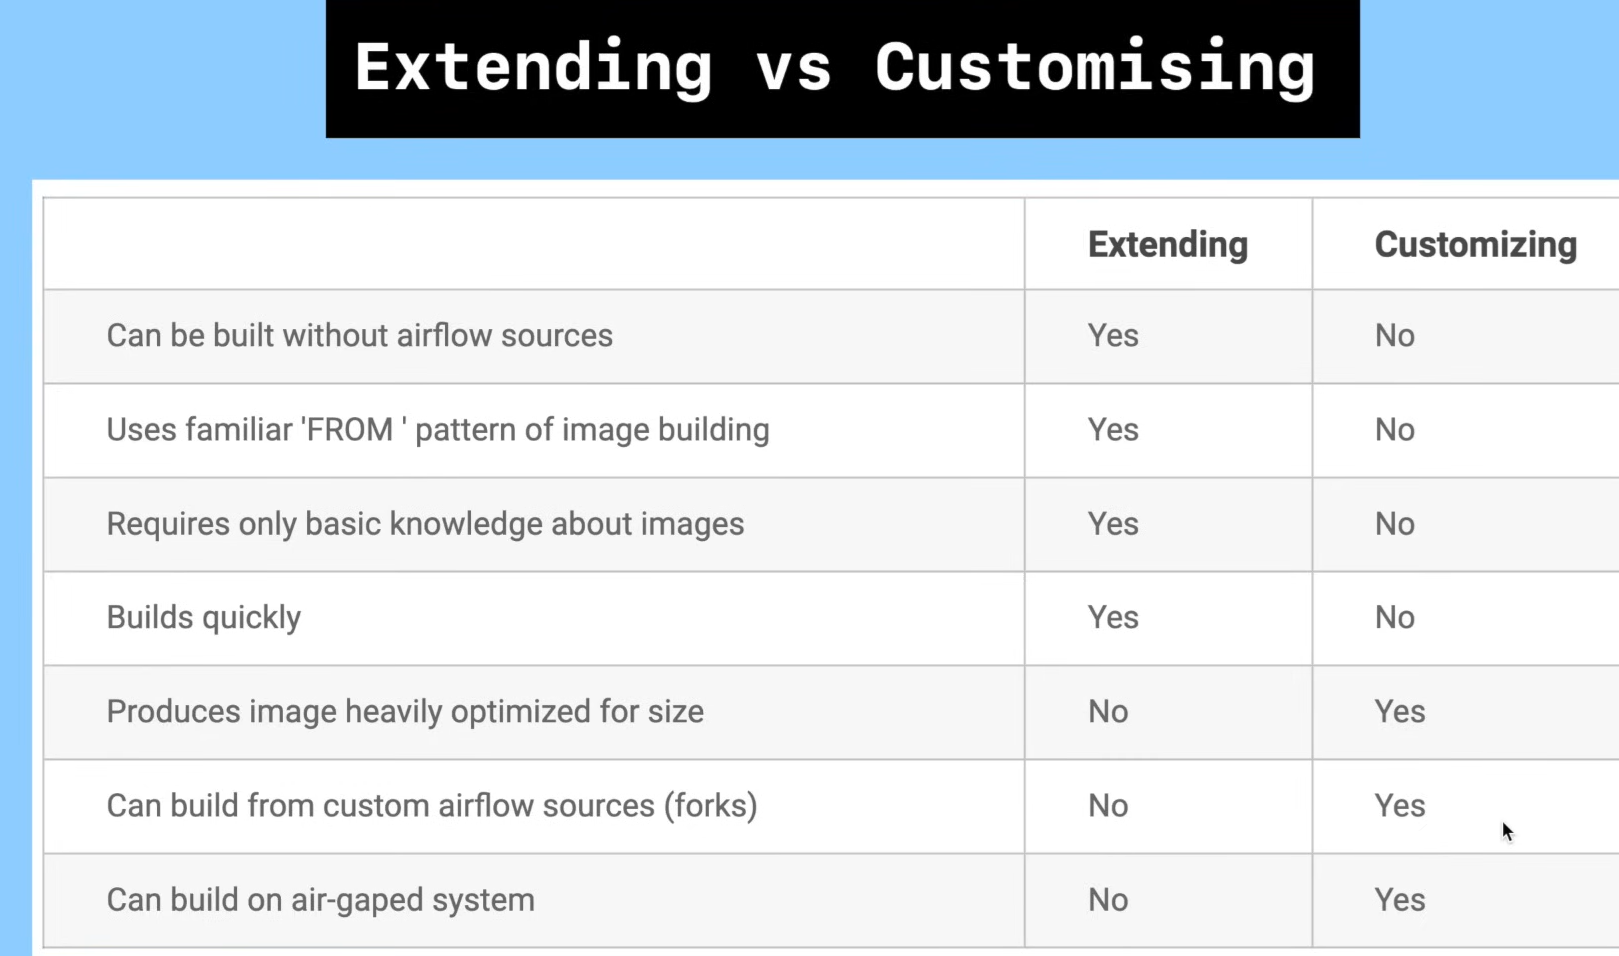 Extending vs Customising
Extending Customizing
Can be built without airflow sources Yes No
Uses familiar 'FROM ' pattern of image building Yes No
Requires only basic knowledge about images Yes No
Builds quickly Yes No
Produces image heavily optimized for size No Yes
Can build from custom airflow sources (forks) No Yes
Can build on air-gaped system No Yes